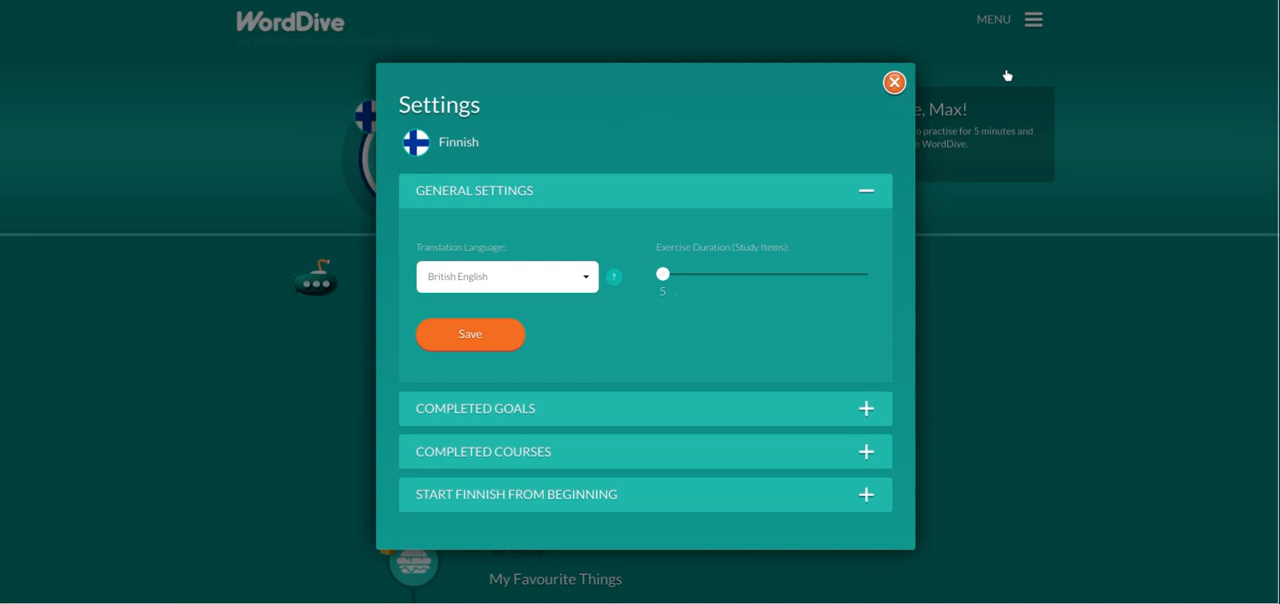 WordDive
MENU
Settings
Finnish
e, Max!
o practise for 5 minutes and
e WordDive.
GENERAL SETTINGS
Translation Language:
Exercise Duration (Study Items):
British English
?
5
Save
COMPLETED GOALS
COMPLETED COURSES
START FINNISH FROM BEGINNING
My Favourite Things